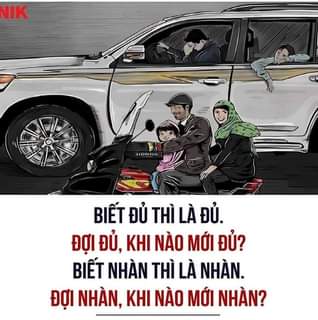 NIK
HONDA
BIẾT ĐỦ THÌ LÀ ĐỦ.
ĐỢI ĐỦ, KHI NÀO MỚI ĐỦ?
BIẾT NHÀN THÌ LÀ NHÀN.
ĐỢI NHÀN, KHI NÀO MỚI NHÀN?